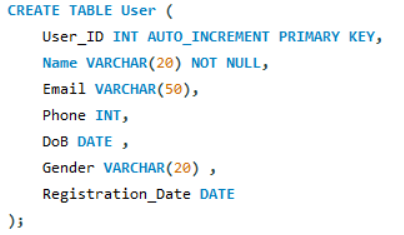 CREATE TABLE User (
    User_ID INT AUTO_INCREMENT PRIMARY KEY,
    Name VARCHAR(20) NOT NULL,
    Email VARCHAR(50),
    Phone INT,
    DoB DATE ,
    Gender VARCHAR(20) ,
    Registration_Date DATE
);